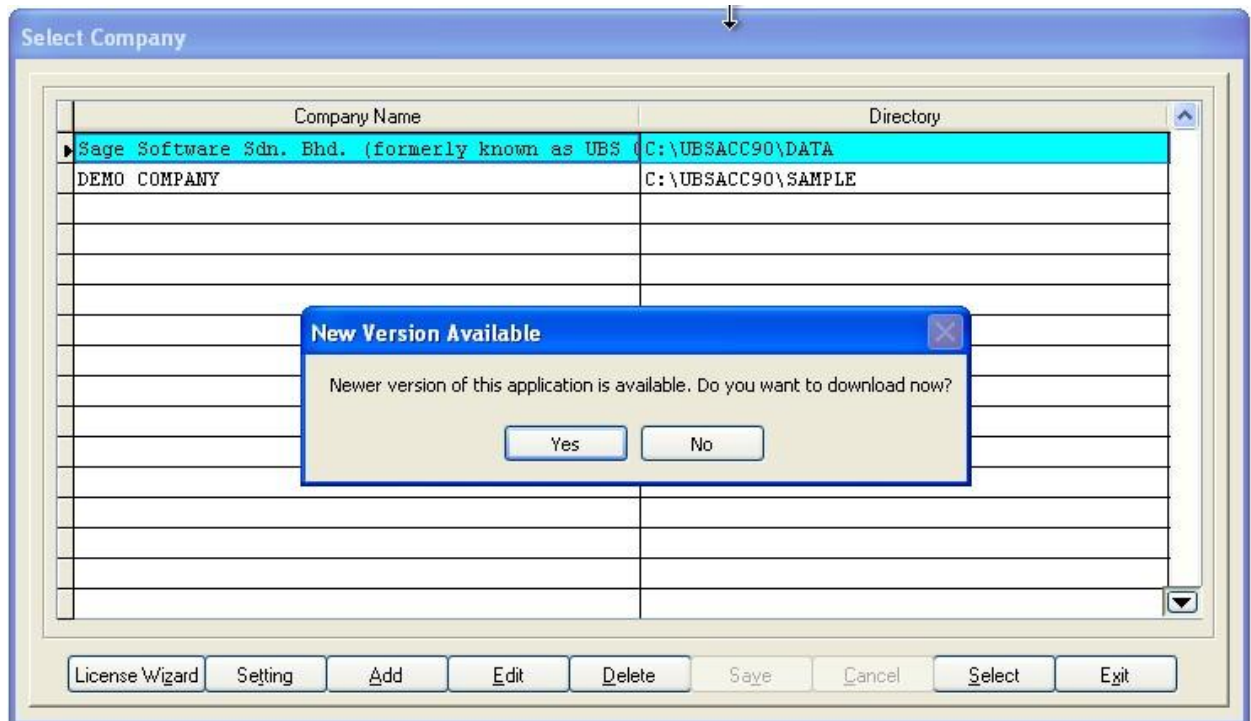 Select Company
Company Name Directory
Sage Software Sdn. Bhd. (formerly known as UBS ( C:\UBSACC90\DATA
DEMO COMPANY C:\UBSACC90\SAMPLE
New Version Available
Newer version of this application is available. Do you want to download now?
Yes No
License Wizard Setting Add Edit Delete Save Cancel Select Exit